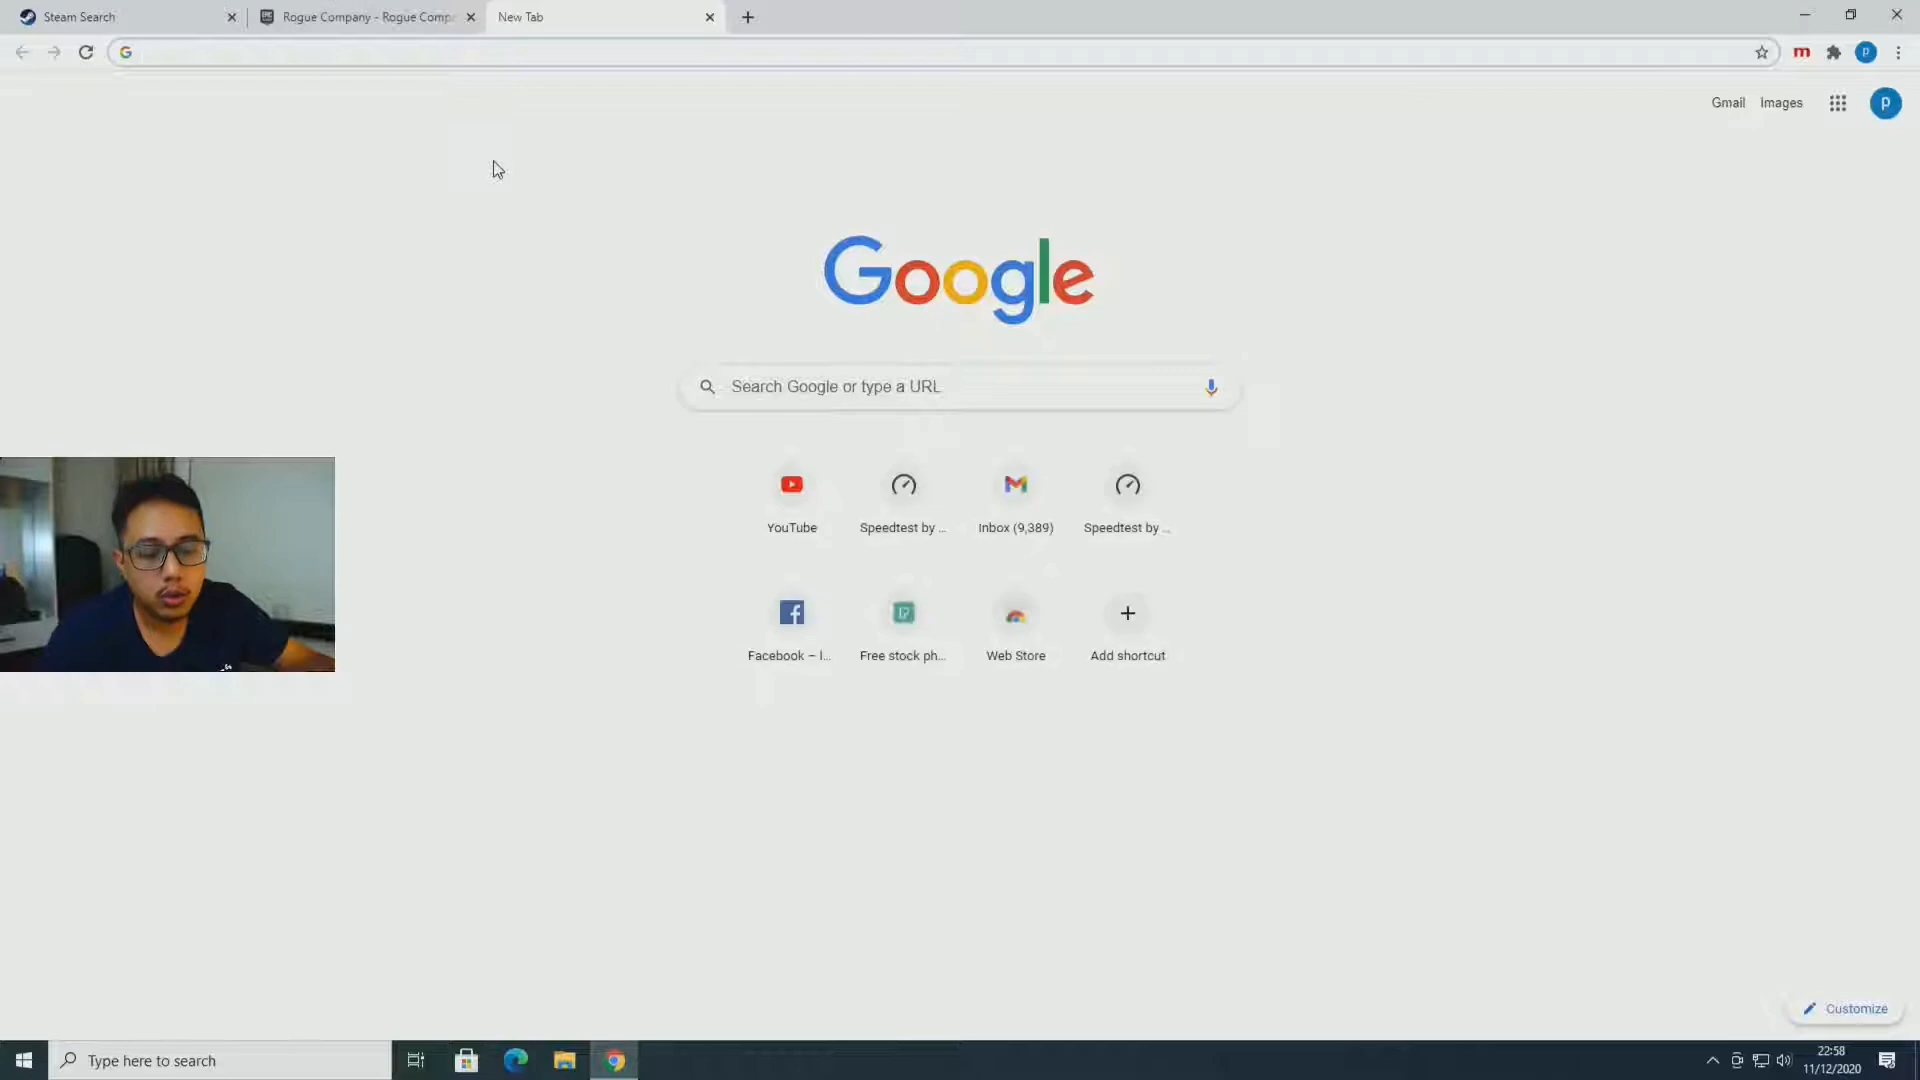 Steam Search
Rogue Company - Rogue Comp
New Tab
Gmail
Images
p
Google
Search Google or type a URL
YouTube
Speedtest by ...
Inbox (9,389)
Speedtest by ...
Facebook – l...
Free stock ph...
Web Store
Add shortcut
Customize
Type here to search
22:58
11/12/2020